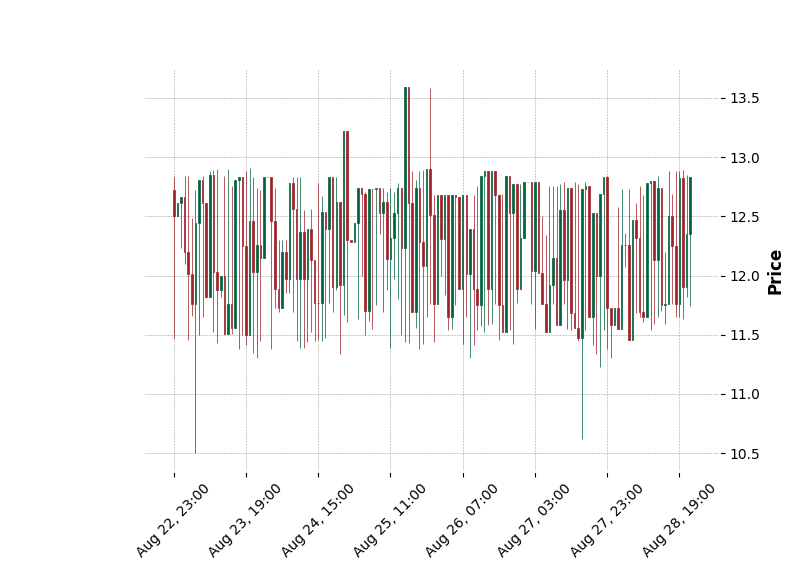 13.5
13.0
12.5
12.0
11.5
11.0
10.5
Price
Aug 22, 23:00
Aug 23, 19:00
Aug 24, 15:00
Aug 25, 11:00
Aug 26, 07:00
Aug 27, 03:00
Aug 27, 23:00
Aug 28, 19:00